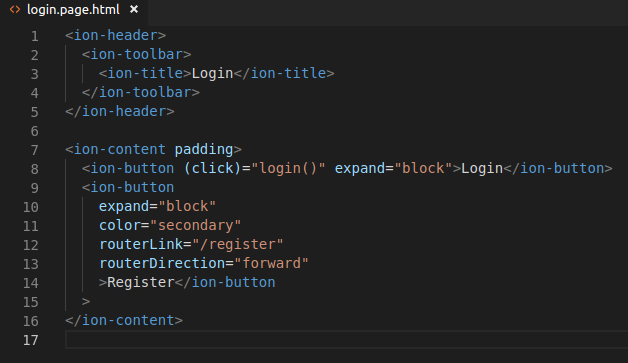 <> login.page.html ×
1 <ion-header>
2   <ion-toolbar>
3     <ion-title>Login</ion-title>
4   </ion-toolbar>
5 </ion-header>
6
7 <ion-content padding>
8   <ion-button (click)="login()" expand="block">Login</ion-button>
9   <ion-button
10     expand="block"
11     color="secondary"
12     routerLink="/register"
13     routerDirection="forward"
14     >Register</ion-button
15   >
16 </ion-content>
17